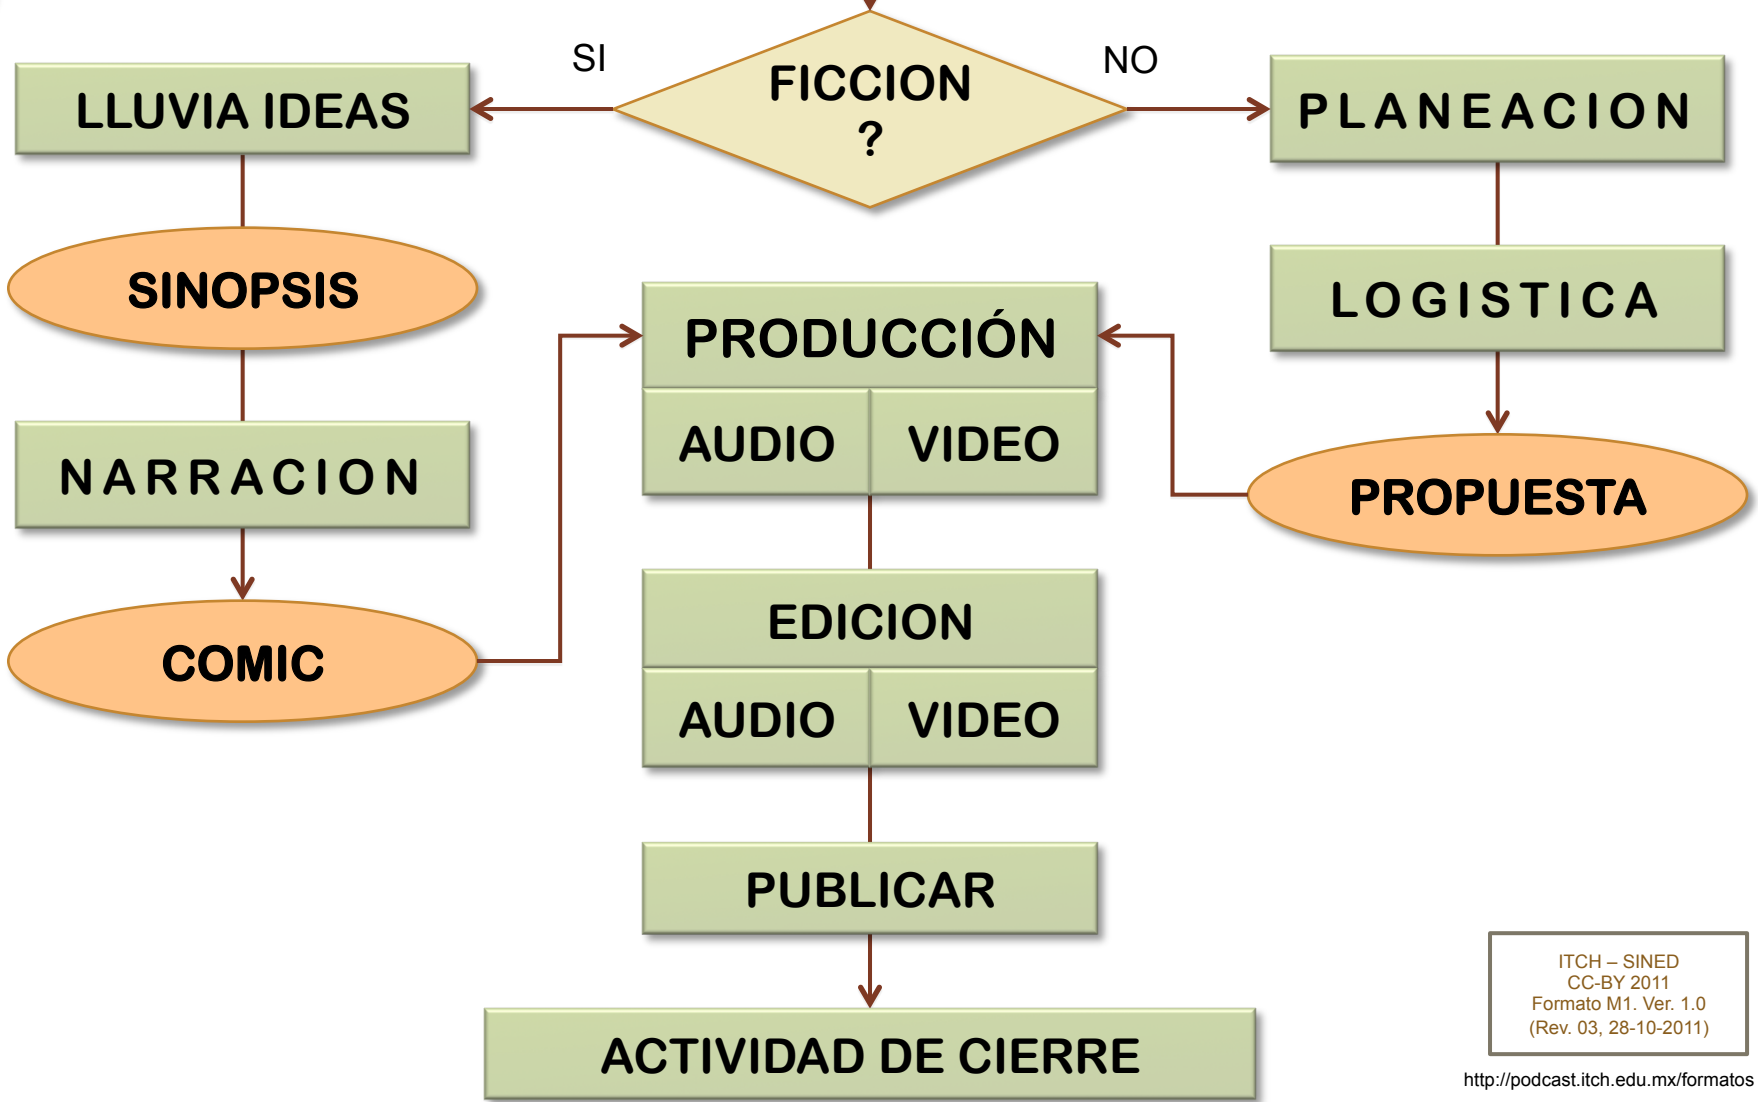 SI
FICCION
?
NO
LLUVIA IDEAS
PLANEACION
SINOPSIS
LOGISTICA
PRODUCCIÓN
AUDIO
VIDEO
NARRACION
PROPUESTA
EDICION
AUDIO
VIDEO
COMIC
PUBLICAR
ACTIVIDAD DE CIERRE
ITCH – SINED
CC-BY 2011
Formato M1. Ver. 1.0
(Rev. 03, 28-10-2011)
http://podcast.itch.edu.mx/formatos